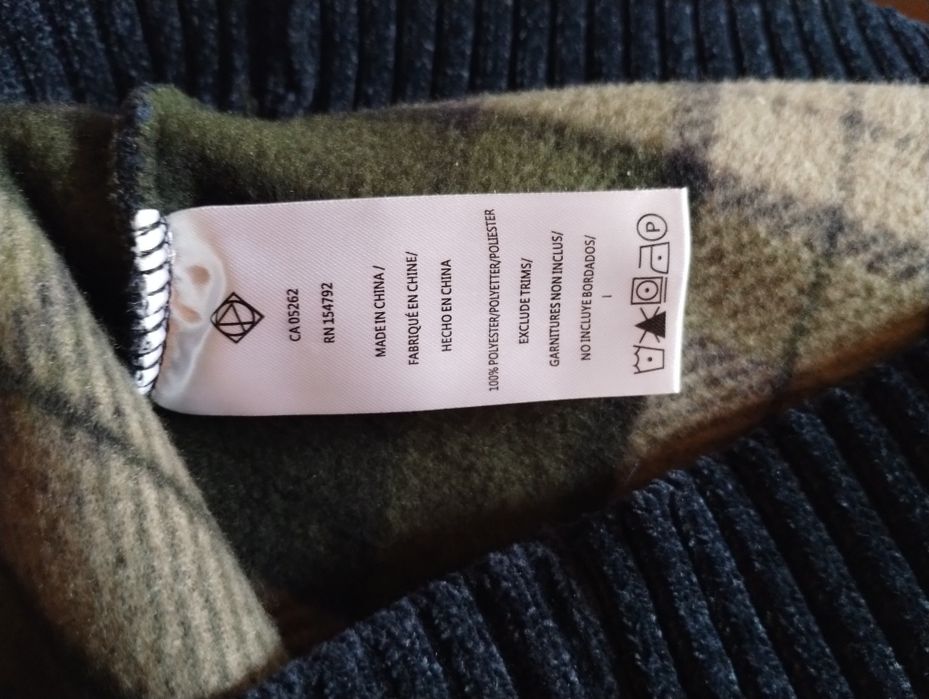 CA 05262
RN 154792
MADE IN CHINA /
FABRIQUÉ EN CHINE/
HECHO EN CHINA
100% POLYESTER/POLYETTER/POLIESTER
EXCLUDE TRIMS/
GARNITURES NON INCLUS/
NO INCLUYE BORDADOS/
P